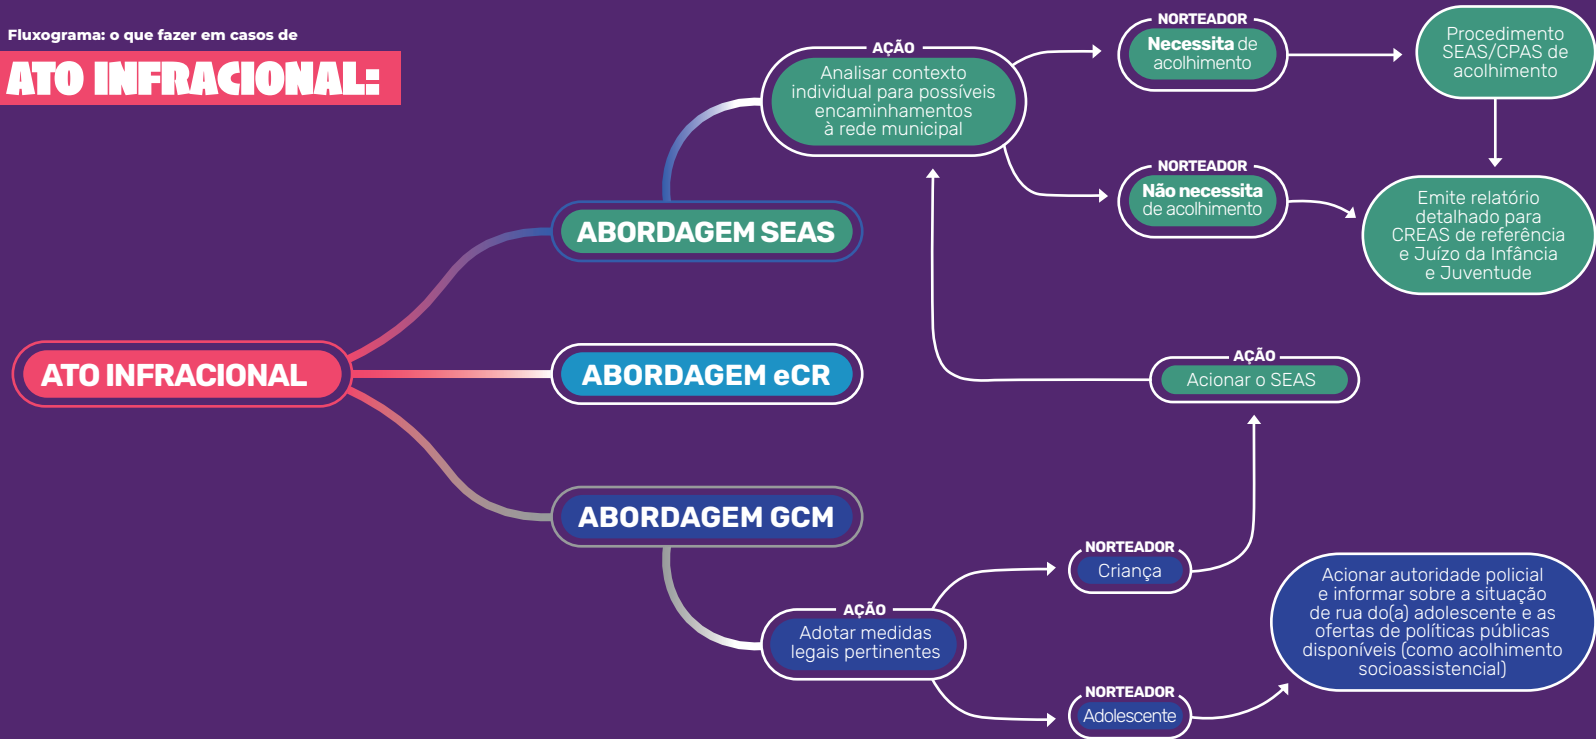 Fluxograma: o que fazer em casos de
ATO INFRACIONAL:
ATO INFRACIONAL
ABORDAGEM SEAS
AÇÃO
Analisar contexto
individual para possíveis
encaminhamentos
à rede municipal
NORTEADOR
Necessita de
acolhimento
Procedimento
SEAS/CPAS de
acolhimento
NORTEADOR
Não necessita
de acolhimento
Emite relatório
detalhado para
CREAS de referência
e Juízo da Infância
e Juventude
ABORDAGEM eCR
AÇÃO
Acionar o SEAS
ABORDAGEM GCM
AÇÃO
Adotar medidas
legais pertinentes
NORTEADOR
Criança
NORTEADOR
Adolescente
Acionar autoridade policial
e informar sobre a situação
de rua do(a) adolescente e as
ofertas de políticas públicas
disponíveis (como acolhimento
socioassistencial)